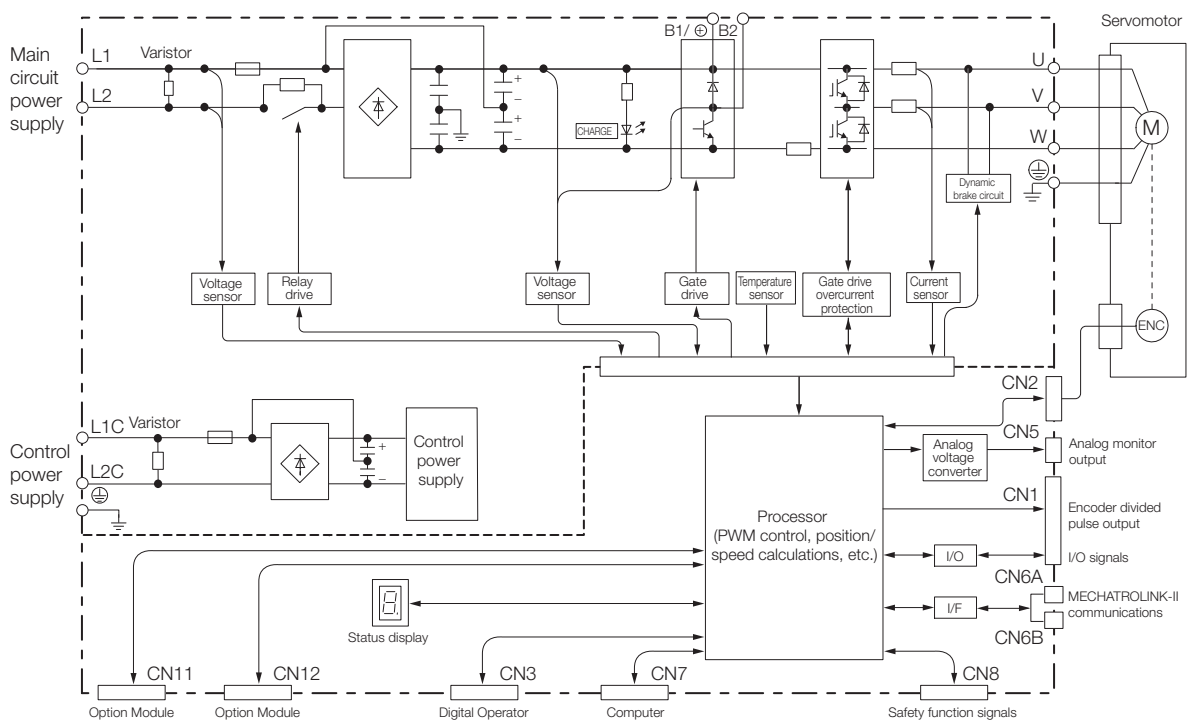 Main
circuit
power
supply
L1
Varistor
L2
+
–
+
–
CHARGE
B1/ ⊕ B2
Servomotor
U
V
W
M
Dynamic
brake circuit
Voltage
sensor
Relay
drive
Voltage
sensor
Gate
drive
Temperature
sensor
Gate drive
overcurrent
protection
Current
sensor
ENC
CN2
Control
power
supply
L1C Varistor
L2C
+
–
Control
power
supply
Processor
(PWM control, position/
speed calculations, etc.)
Analog
voltage
converter
CN5
Analog monitor
output
CN1
Encoder divided
pulse output
I/O
I/O signals
CN6A
I/F
MECHATROLINK-II
communications
CN6B
8.
Status display
CN11
CN12
CN3
CN7
CN8
Option Module
Option Module
Digital Operator
Computer
Safety function signals